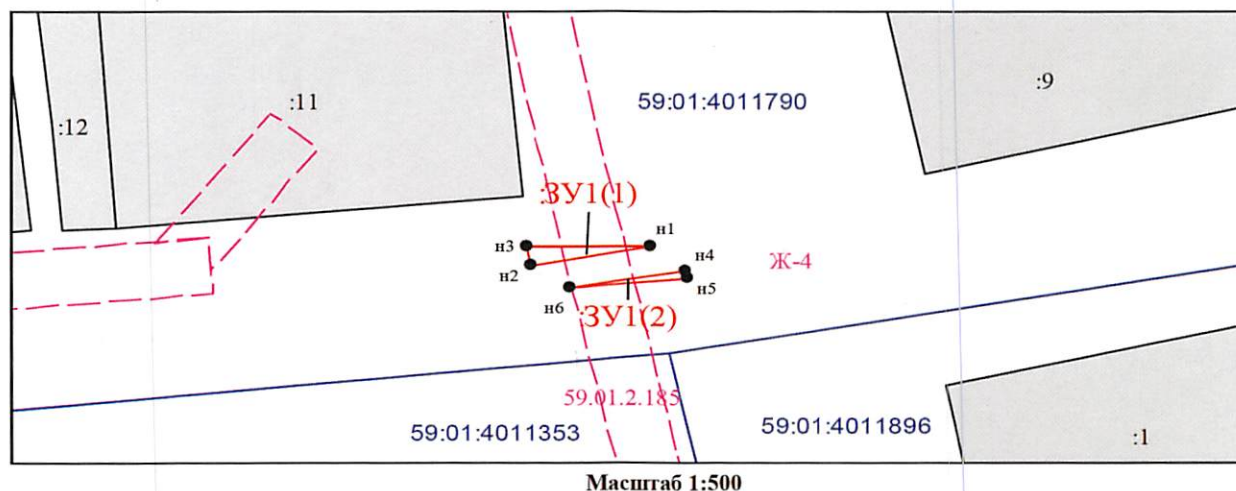 :9
:11
59:01:4011790
:12
:ЗУ1(1)
н3
н1
н2
н4
Ж-4
н5
н6
:ЗУ1(2)
59.01.2.185
59:01:4011353
59:01:4011896
:1
Масштаб 1:500